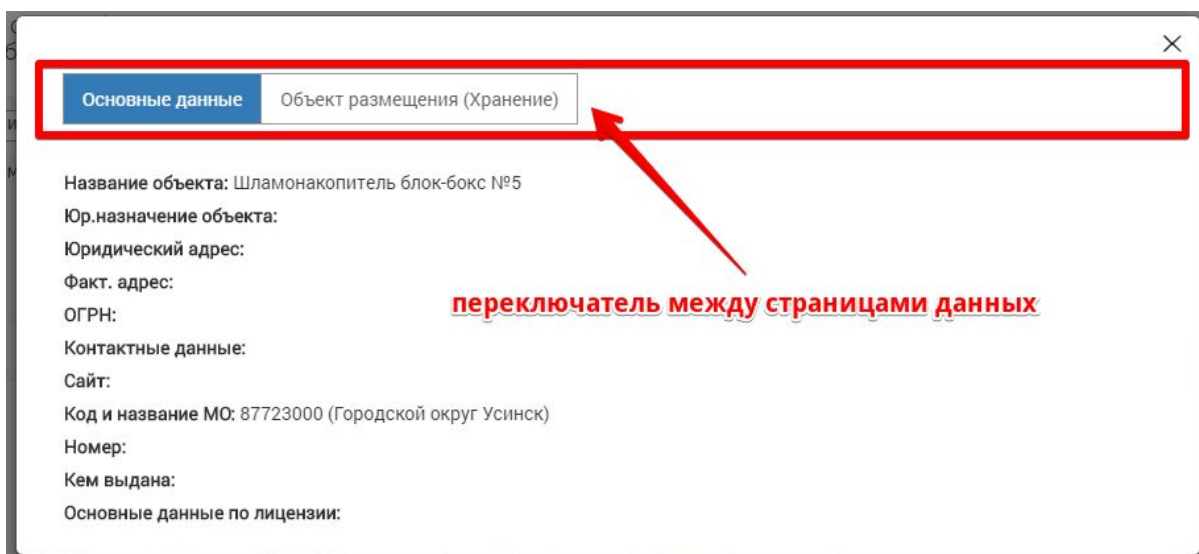 Основные данные Объект размещения (Хранение)
Название объекта: Шламонакопитель блок-бокс №5
Юр.назначение объекта:
Юридический адрес:
Факт. адрес:
ОГРН:
переключатель между страницами данных
Контактные данные:
Сайт:
Код и название МО: 87723000 (Городской округ Усинск)
Номер:
Кем выдана:
Основные данные по лицензии: